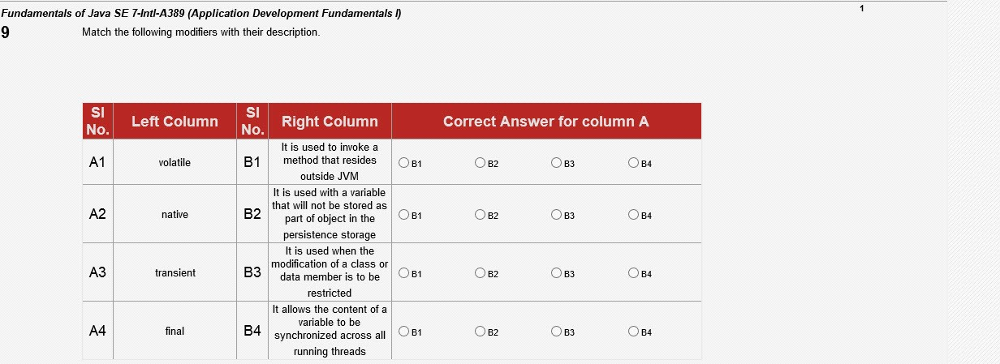 Fundamentals of Java SE 7-Intl-A389 (Application Development Fundamentals I)
1
9
Match the following modifiers with their description.
SI No.
Left Column
SI No.
Right Column
Correct Answer for column A
A1
volatile
B1
It is used to invoke a
method that resides
outside JVM
B1 B2 B3 B4
A2
native
B2
It is used with a variable
that will not be stored as
part of object in the
persistence storage
B1 B2 B3 B4
A3
transient
B3
It is used when the
modification of a class or
data member is to be
restricted
B1 B2 B3 B4
A4
final
B4
It allows the content of a
variable to be
synchronized across all
running threads
B1 B2 B3 B4